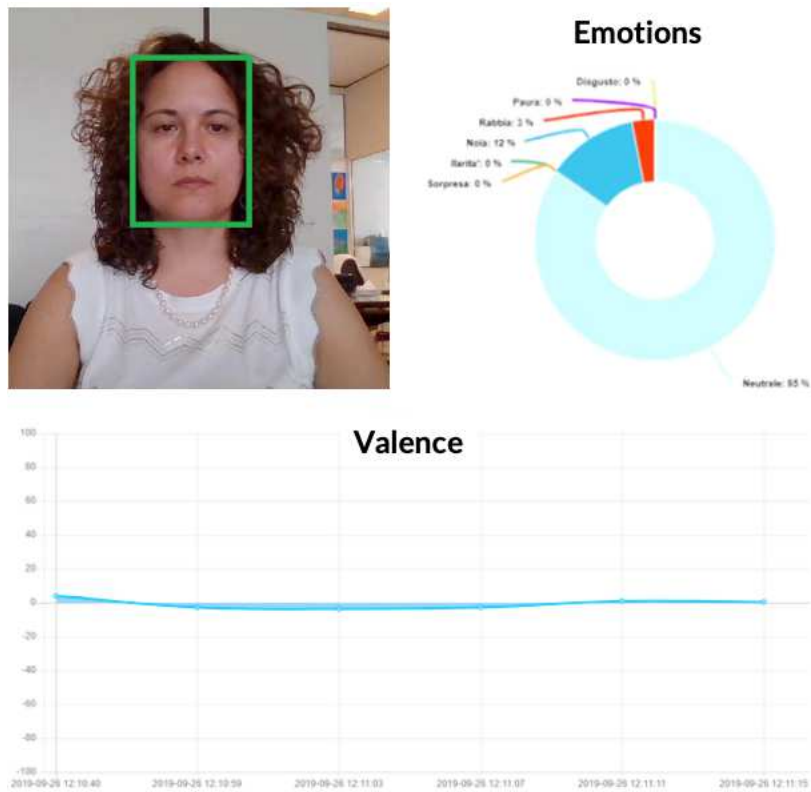 Emotions
Disgusto: 0 %
Paura: 0 %
Rabbia: 3 %
Noia: 12 %
Ilarita': 0 %
Sorpresa: 0 %
Neutrale: 85 %
Valence
100
80
60
40
20
0
-20
-40
-60
-80
-100
2019-09-26 12:10:40
2019-09-26 12:10:59
2019-09-26 12:11:03
2019-09-26 12:11:07
2019-09-26 12:11:11
2019-09-26 12:11:15